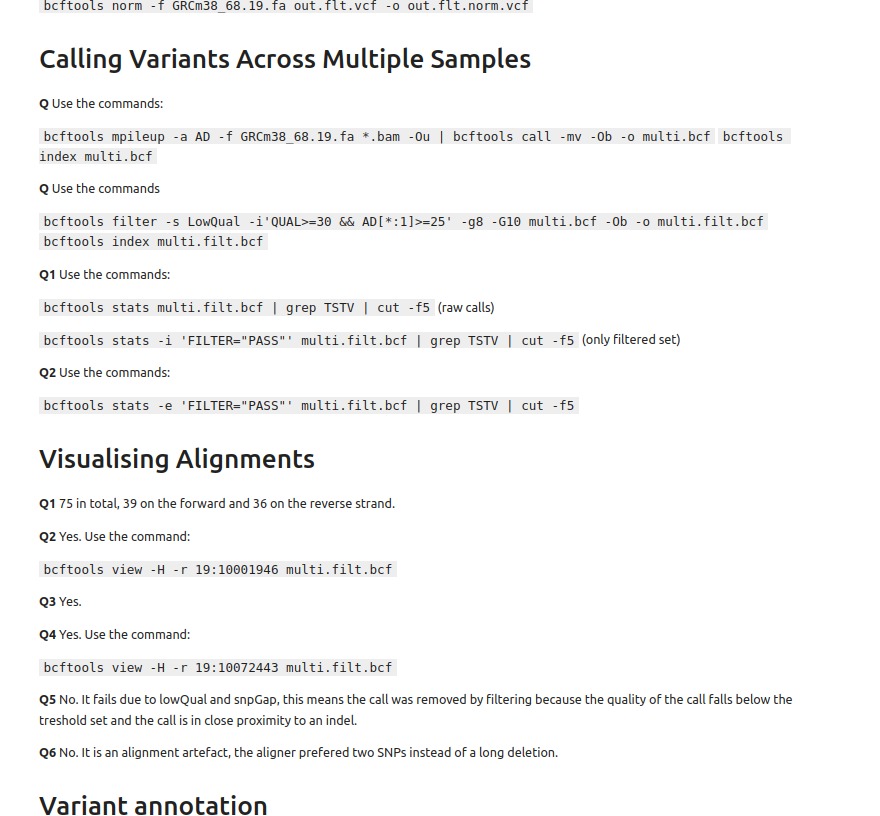 bcftools norm -f GRCm38_68.19.fa out.flt.vcf -o out.flt.norm.vcf
Calling Variants Across Multiple Samples
Q Use the commands:
bcftools mpileup -a AD -f GRCm38_68.19.fa *.bam -Ou | bcftools call -mv -Ob -o multi.bcf bcftools
index multi.bcf
Q Use the commands
bcftools filter -s LowQual -i'QUAL>=30 && AD[*:1]>=25' -g8 -G10 multi.bcf -Ob -o multi.filt.bcf
bcftools index multi.filt.bcf
Q1 Use the commands:
bcftools stats multi.filt.bcf | grep TSTV | cut -f5 (raw calls)
bcftools stats -i 'FILTER="PASS"' multi.filt.bcf | grep TSTV | cut -f5 (only filtered set)
Q2 Use the commands:
bcftools stats -e 'FILTER="PASS"' multi.filt.bcf | grep TSTV | cut -f5
Visualising Alignments
Q1 75 in total, 39 on the forward and 36 on the reverse strand.
Q2 Yes. Use the command:
bcftools view -H -r 19:10001946 multi.filt.bcf
Q3 Yes.
Q4 Yes. Use the command:
bcftools view -H -r 19:10072443 multi.filt.bcf
Q5 No. It fails due to lowQual and snpGap, this means the call was removed by filtering because the quality of the call falls below the
treshold set and the call is in close proximity to an indel.
Q6 No. It is an alignment artefact, the aligner prefered two SNPs instead of a long deletion.
Variant annotation